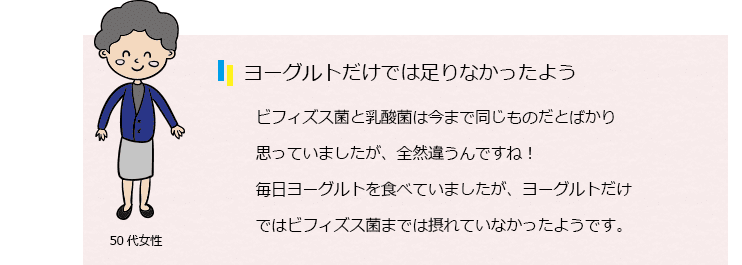 ヨーグルトだけでは足りなかったよう
ビフィズス菌と乳酸菌は今まで同じものだとばかり
思っていましたが、全然違うんですね！
毎日ヨーグルトを食べていましたが、ヨーグルトだけ
ではビフィズス菌までは摂れていなかったようです。
50代女性